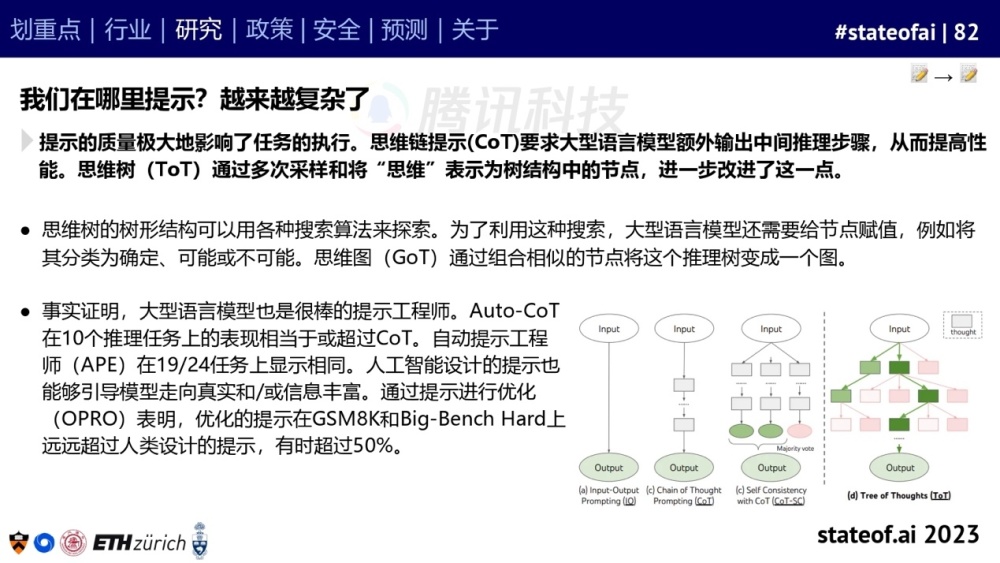 划重点 | 行业 | 研究 | 政策 | 安全 | 预测 | 关于
#stateofai | 82
我们在哪里提示？越来越复杂了
腾讯科技
提示的质量极大地影响了任务的执行。思维链提示(CoT)要求大型语言模型额外输出中间推理步骤，从而提高性
能。思维树（ToT）通过多次采样和将“思维”表示为树结构中的节点，进一步改进了这一点。
● 思维树的树形结构可以用各种搜索算法来探索。为了利用这种搜索，大型语言模型还需要给节点赋值，例如将
其分类为确定、可能或不可能。思维图（GoT）通过组合相似的节点将这个推理树变成一个图。
● 事实证明，大型语言模型也是很棒的提示工程师。Auto-CoT
在10个推理任务上的表现相当于或超过CoT。自动提示工程
师（APE）在19/24任务上显示相同。人工智能设计的提示也
能够引导模型走向真实和/或信息丰富。通过提示进行优化
（OPRO）表明，优化的提示在GSM8K和Big-Bench Hard上
远远超过人类设计的提示，有时超过50%。
Input
Input
Input
Input
thought
......
......
......
......
......
Majority vote
Output
Output
Output
Output
(a) Input-Output
Prompting (IO)
(c) Chain of Thought
Prompting (CoT)
(c) Self Consistency
with CoT (CoT-SC)
(d) Tree of Thoughts (ToT)
ETH zürich
stateof.ai 2023